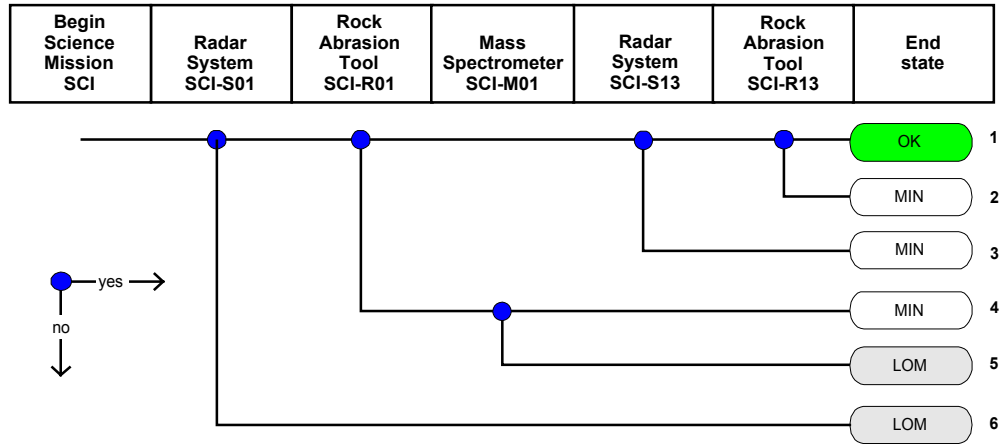 Begin
Science
Mission
SCI
Radar
System
SCI-S01
Rock
Abrasion
Tool
SCI-R01
Mass
Spectrometer
SCI-M01
Radar
System
SCI-S13
Rock
Abrasion
Tool
SCI-R13
End
state
OK 1
MIN 2
MIN 3
MIN 4
LOM 5
LOM 6
yes
no